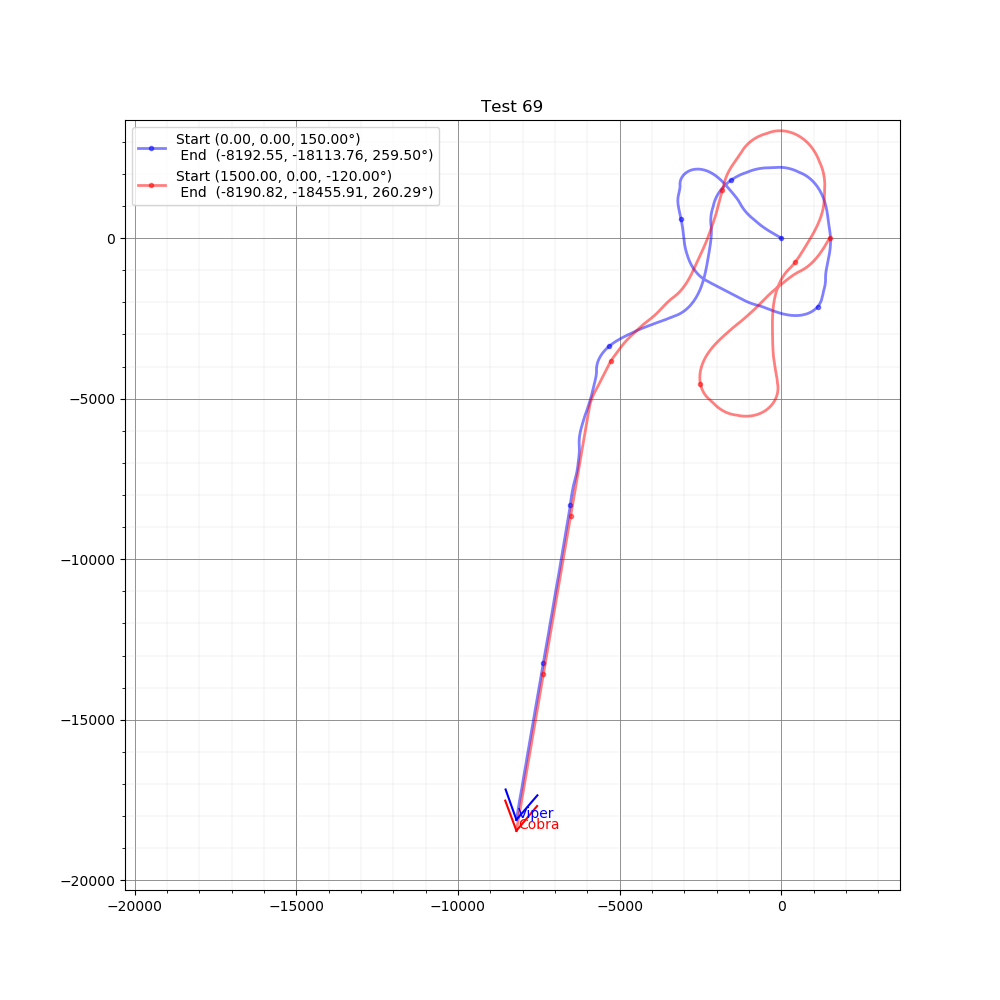 Test 69
Start (0.00, 0.00, 150.00°)
End (-8192.55, -18113.76, 259.50°)
Start (1500.00, 0.00, -120.00°)
End (-8190.82, -18455.91, 260.29°)
0
−5000
−10000
−15000
−20000
Viper
Cobra
−20000 −15000 −10000 −5000 0